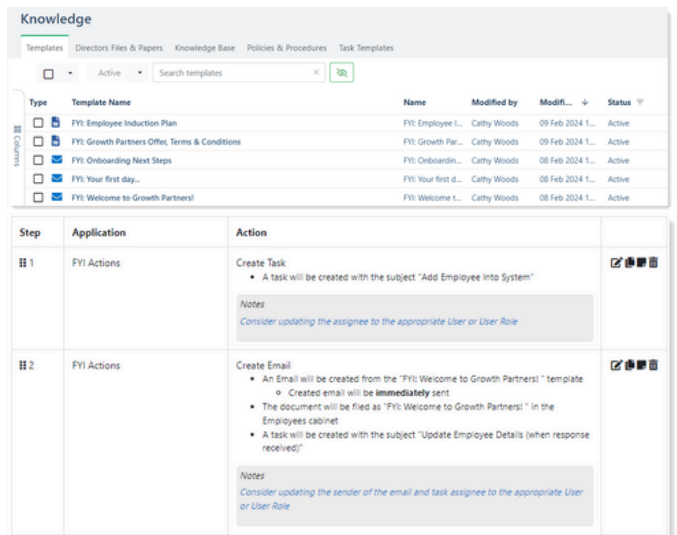 Knowledge
Templates Directors Files & Papers Knowledge Base Policies & Procedures Task Templates
Active Search templates
Type Template Name Name Modified by Modifi... Status
FYI: Employee Induction Plan FYI: Employee I... Cathy Woods 09 Feb 2024 1... Active
FYI: Growth Partners Offer, Terms & Conditions FYI: Growth Par... Cathy Woods 09 Feb 2024 1... Active
Columns
FYI: Onboarding Next Steps FYI: Onboardin... Cathy Woods 08 Feb 2024 1... Active
FYI: Your first day... FYI: Your first d... Cathy Woods 08 Feb 2024 1... Active
FYI: Welcome to Growth Partners! FYI: Welcome t... Cathy Woods 08 Feb 2024 1... Active
Step Application Action
1 FYI Actions Create Task
A task will be created with the subject "Add Employee Into System"
Notes
Consider updating the assignee to the appropriate User or User Role
2 FYI Actions Create Email
An Email will be created from the "FYI: Welcome to Growth Partners! " template
Created email will be immediately sent
The document will be filed as "FYI: Welcome to Growth Partners! " in the
Employees cabinet
A task will be created with the subject "Update Employee Details (when response
received)"
Notes
Consider updating the sender of the email and task assignee to the appropriate User
or User Role